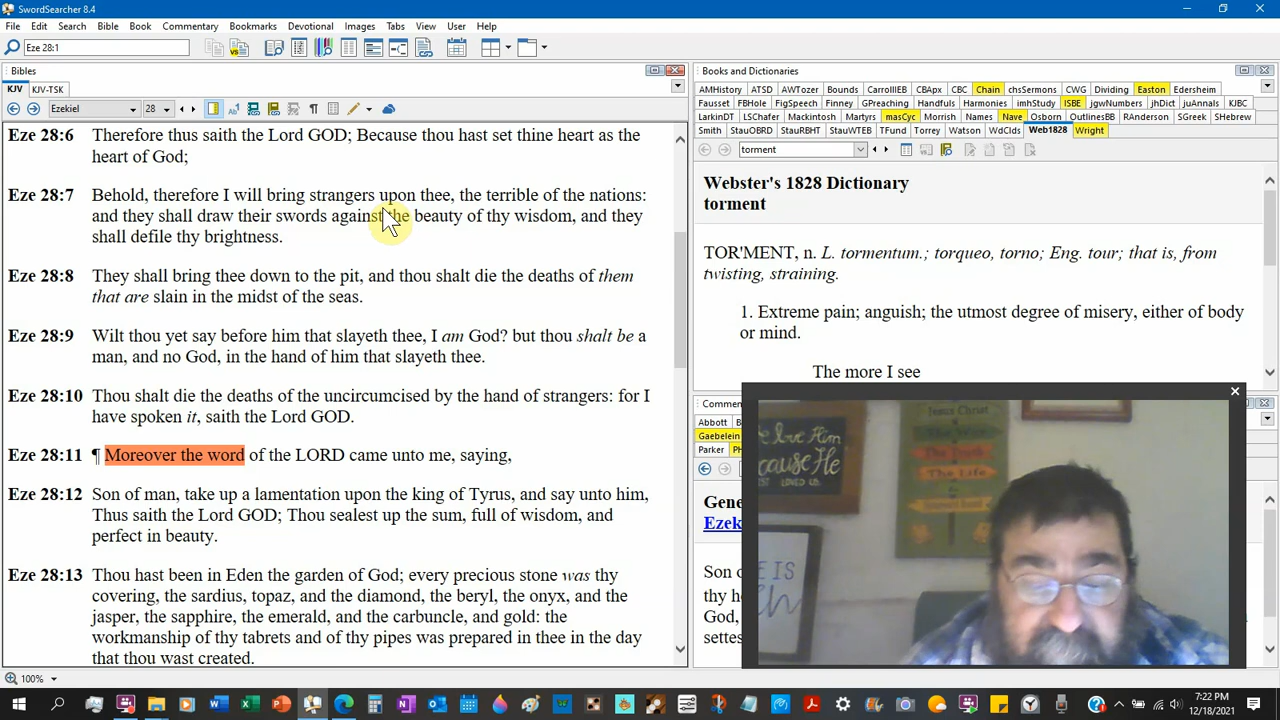 SwordSearcher 8.4
File Edit Search Bible Book Commentary Bookmarks Devotional Images Tabs View User Help
Eze 28:1
Bibles
KJV KJV-TSK
Ezekiel 28
Eze 28:6 Therefore thus saith the Lord GOD; Because thou hast set thine heart as the
heart of God;
Eze 28:7 Behold, therefore I will bring strangers upon thee, the terrible of the nations:
and they shall draw their swords against the beauty of thy wisdom, and they
shall defile thy brightness.
Eze 28:8 They shall bring thee down to the pit, and thou shalt die the deaths of them
that are slain in the midst of the seas.
Eze 28:9 Wilt thou yet say before him that slayeth thee, I am God? but thou shalt be a
man, and no God, in the hand of him that slayeth thee.
Eze 28:10 Thou shalt die the deaths of the uncircumcised by the hand of strangers: for I
have spoken it, saith the Lord GOD.
Eze 28:11 ¶ Moreover the word of the LORD came unto me, saying,
Eze 28:12 Son of man, take up a lamentation upon the king of Tyrus, and say unto him,
Thus saith the Lord GOD; Thou sealest up the sum, full of wisdom, and
perfect in beauty.
Eze 28:13 Thou hast been in Eden the garden of God; every precious stone was thy
covering, the sardius, topaz, and the diamond, the beryl, the onyx, and the
jasper, the sapphire, the emerald, and the carbuncle, and gold: the
workmanship of thy tabrets and of thy pipes was prepared in thee in the day
that thou wast created.
100%
Books and Dictionaries
AMHistory ATSD AWTozer Bounds CarrollIEB CBApx CBC Chain chsSermons CWG Dividing Easton Edersheim
Fausset FBHole FigSpeech Finney GPreaching Handfuls Harmonies imhStudy ISBE jgwNumbers jhDict juAnnals KJBC
LarkinDT LSChafer Mackintosh Martyrs masCyc Morrish Names Nave Osborn OutlinesBB RAnderson SGreek SHebrew
Smith StauOBRD StauRBHT StauWTEB TFund Torrey Watson WdClds Web1828 Wright
torment
Webster's 1828 Dictionary
torment
TOR'MENT, n. L. tormentum.; torqueo, torno; Eng. tour; that is, from
twisting, straining.
1. Extreme pain; anguish; the utmost degree of misery, either of body
or mind.
The more I see
Commen
Abbott B
Gaebelein
Parker PH
Gene
Ezek
Son o
thy h
God,
settes
Jesus Christ
The Truth
The Life
7:22 PM
12/18/2021